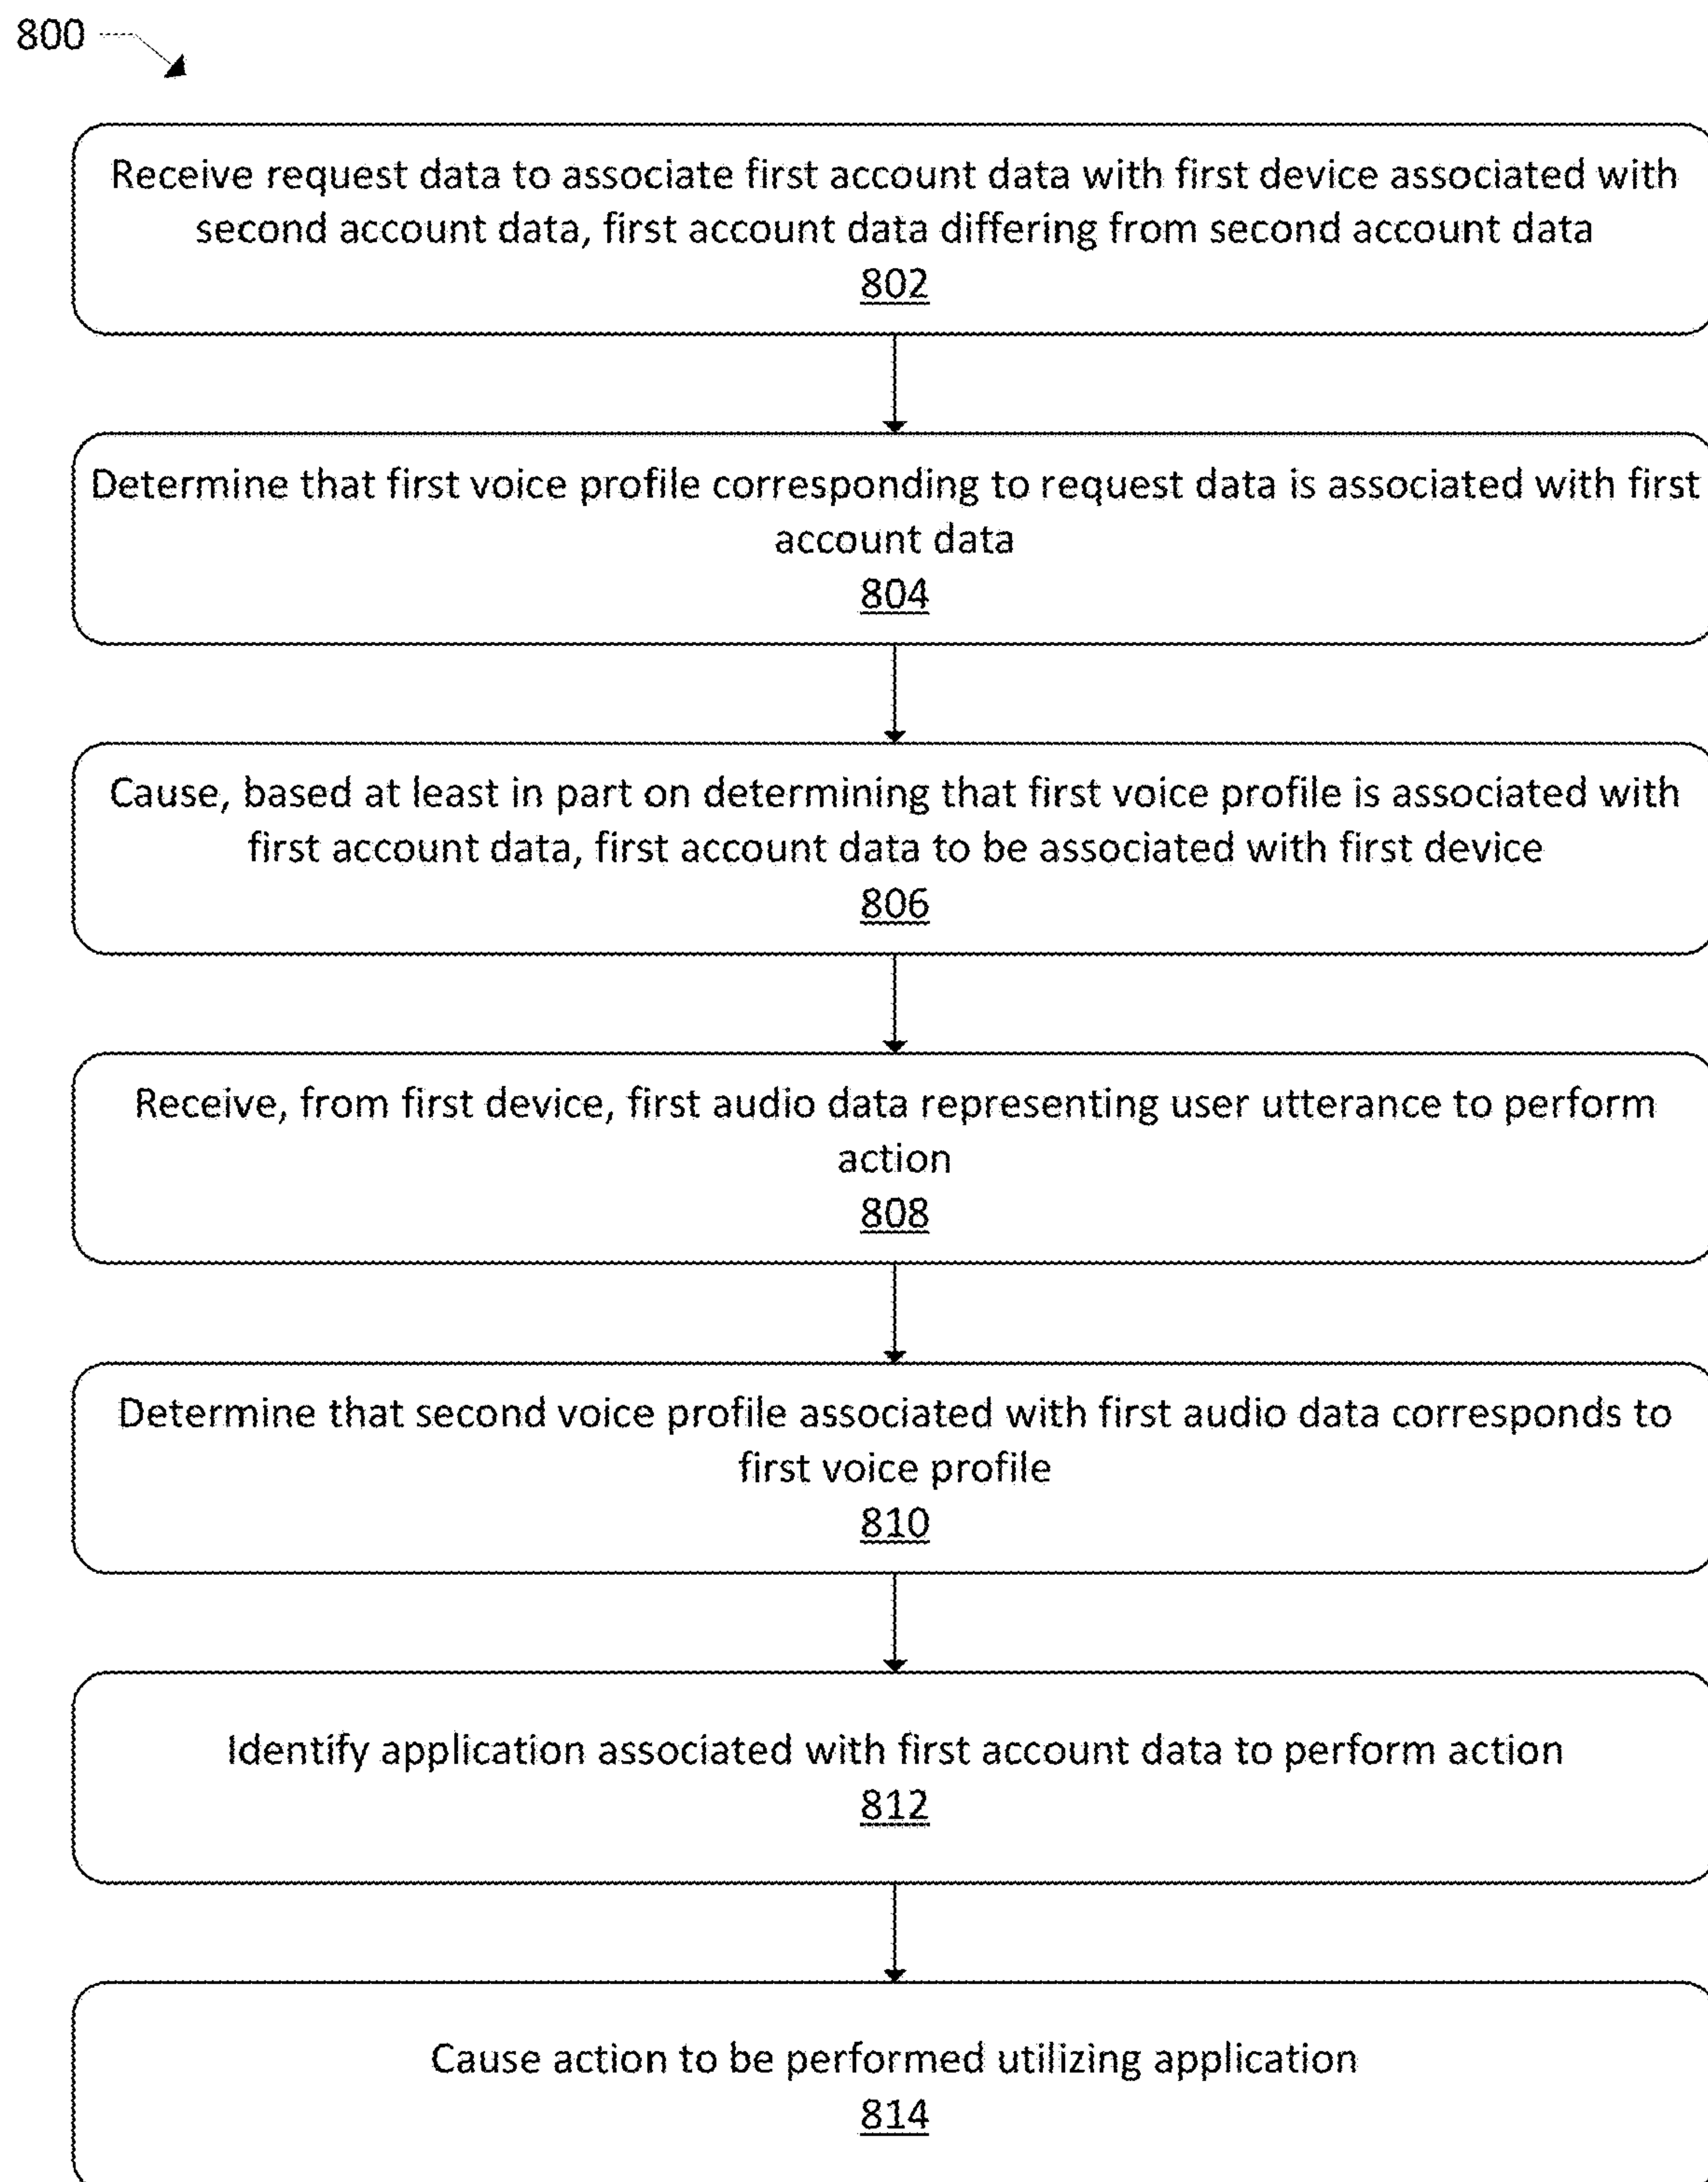 800
Receive request data to associate first account data with first device associated with
second account data, first account data differing from second account data
802
Determine that first voice profile corresponding to request data is associated with first
account data
804
Cause, based at least in part on determining that first voice profile is associated with
first account data, first account data to be associated with first device
806
Receive, from first device, first audio data representing user utterance to perform
action
808
Determine that second voice profile associated with first audio data corresponds to
first voice profile
810
Identify application associated with first account data to perform action
812
Cause action to be performed utilizing application
814